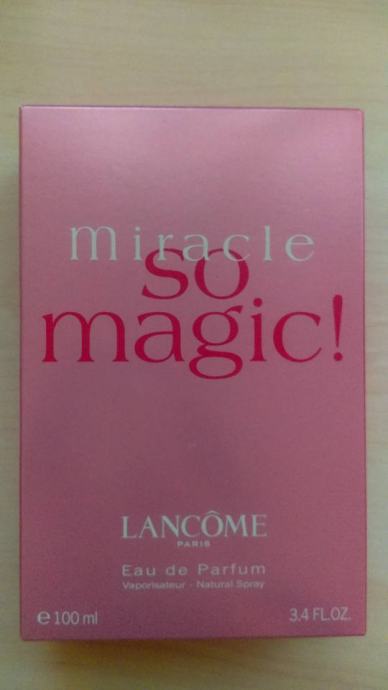 miracle
so
magic!
LANCÔME
PARIS
Eau de Parfum
Vaporisateur - Natural Spray
e 100 ml 3.4 FL.OZ.